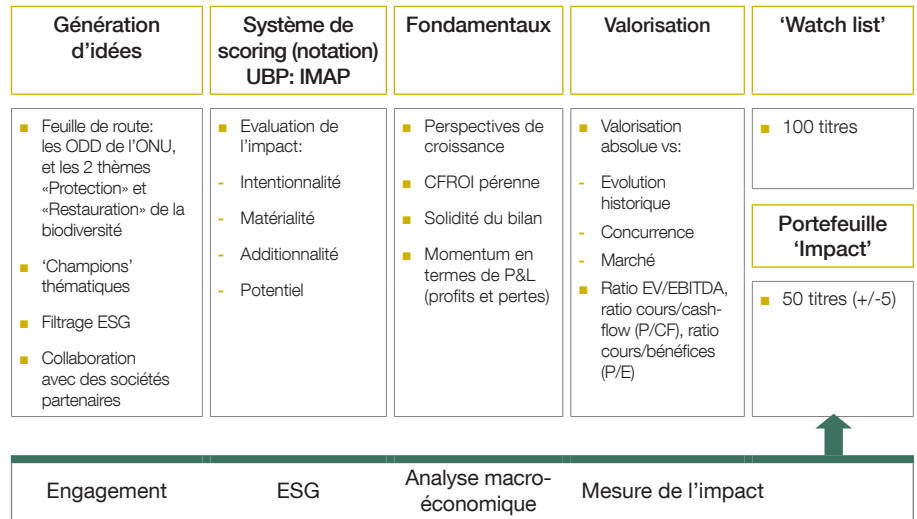 Génération
d'idées
■ Feuille de route:
les ODD de l'ONU,
et les 2 thèmes
«Protection» et
«Restauration» de la
biodiversité
■ 'Champions'
thématiques
■ Filtrage ESG
■ Collaboration
avec des sociétés
partenaires
Système de
scoring (notation)
UBP: IMAP
■ Evaluation de
l'impact:
- Intentionnalité
- Matérialité
- Additionnalité
- Potentiel
Fondamentaux
■ Perspectives de
croissance
■ CFROI pérenne
■ Solidité du bilan
■ Momentum en
termes de P&L
(profits et pertes)
Valorisation
■ Valorisation
absolue vs:
- Evolution
historique
- Concurrence
- Marché
■ Ratio EV/EBITDA,
ratio cours/cash-
flow (P/CF), ratio
cours/bénéfices
(P/E)
'Watch list'
■ 100 titres
Portefeuille
'Impact'
■ 50 titres (+/-5)
Engagement
ESG
Analyse macro-
économique
Mesure de l'impact